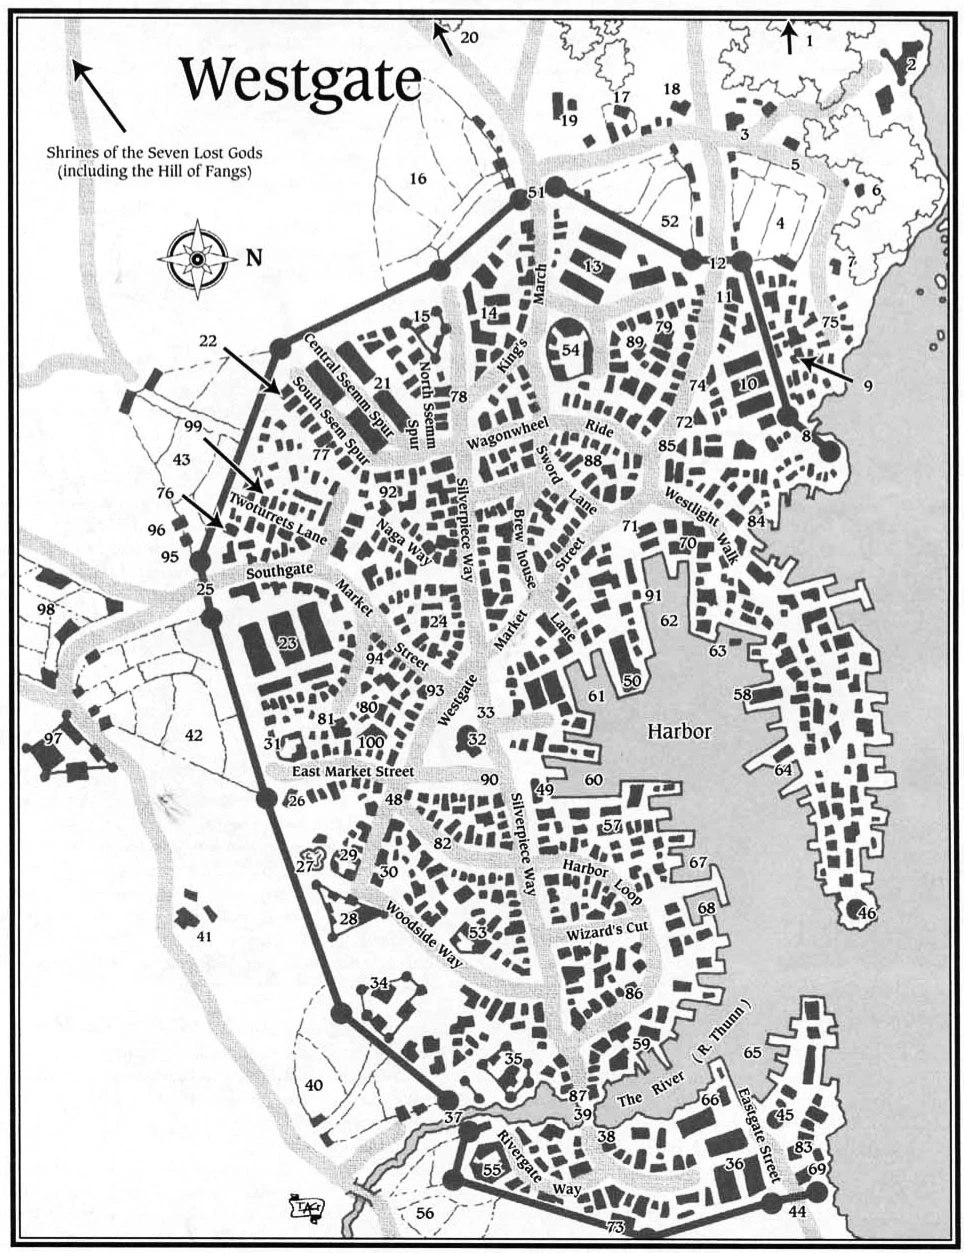 1
20
Westgate
2
18
17
19
3
Shrines of the Seven Lost Gods
(including the Hill of Fangs)
5
16
6
51
52
4
N
12
7
13
March
11
14
15
75
79
22
54
89
King's
9
Central Ssemm Spur
21
North Ssemm
Spur
10
74
78
South Ssem Spur
72
99
Wagonwheel
Ride
8
85
77
43
88
Sword
Lane
76
92
Silverpiece Way
Westlight
Walk
Twoturrets Lane
84
Brew house
Lane
71
96
Naga Way
70
95
Street
Southgate
25
Market
91
98
62
24
Market
23
Street
63
94
50
93
58
61
80
Westgate
81
33
97
42
31
100
32
Harbor
East Market Street
64
90
60
49
26
48
Silverpiece Way
57
82
29
27
67
30
Harbor Loop
68
46
28
Woodside Way
53
Wizard's Cut
41
34
86
59
(R. Thunn)
65
35
The River
40
87
66
Eastgate Street
37
39
45
38
83
Rivergate
Way
55
36
69
56
44
73
TAGr